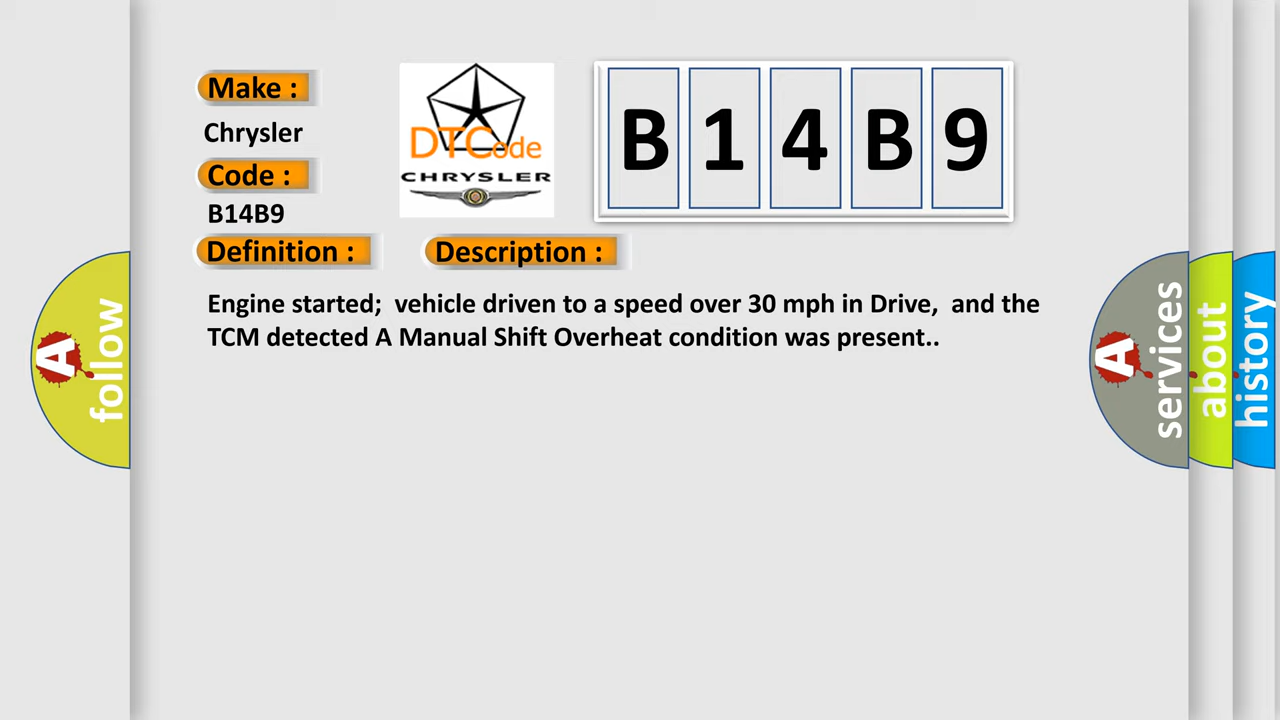 Make :
Chrysler
Code :
B14B9
Definition :
Description :
Engine started; vehicle driven to a speed over 30 mph in Drive, and the
TCM detected A Manual Shift Overheat condition was present..
DTCode
CHRYSLER
B 1 4 B 9
A follow
A services
about
history